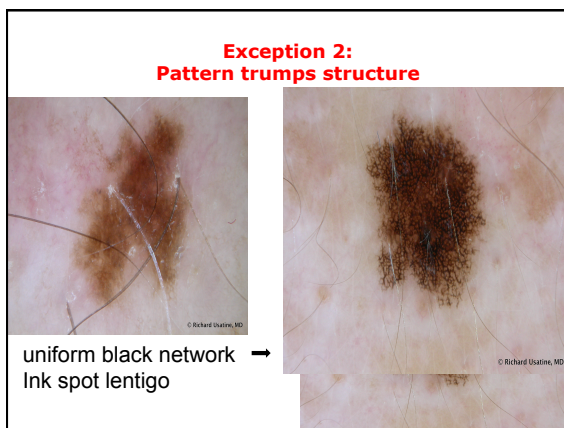 Exception 2:
Pattern trumps structure
© Richard Usatine, MD
uniform black network →
Ink spot lentigo
© Richard Usatine, MD